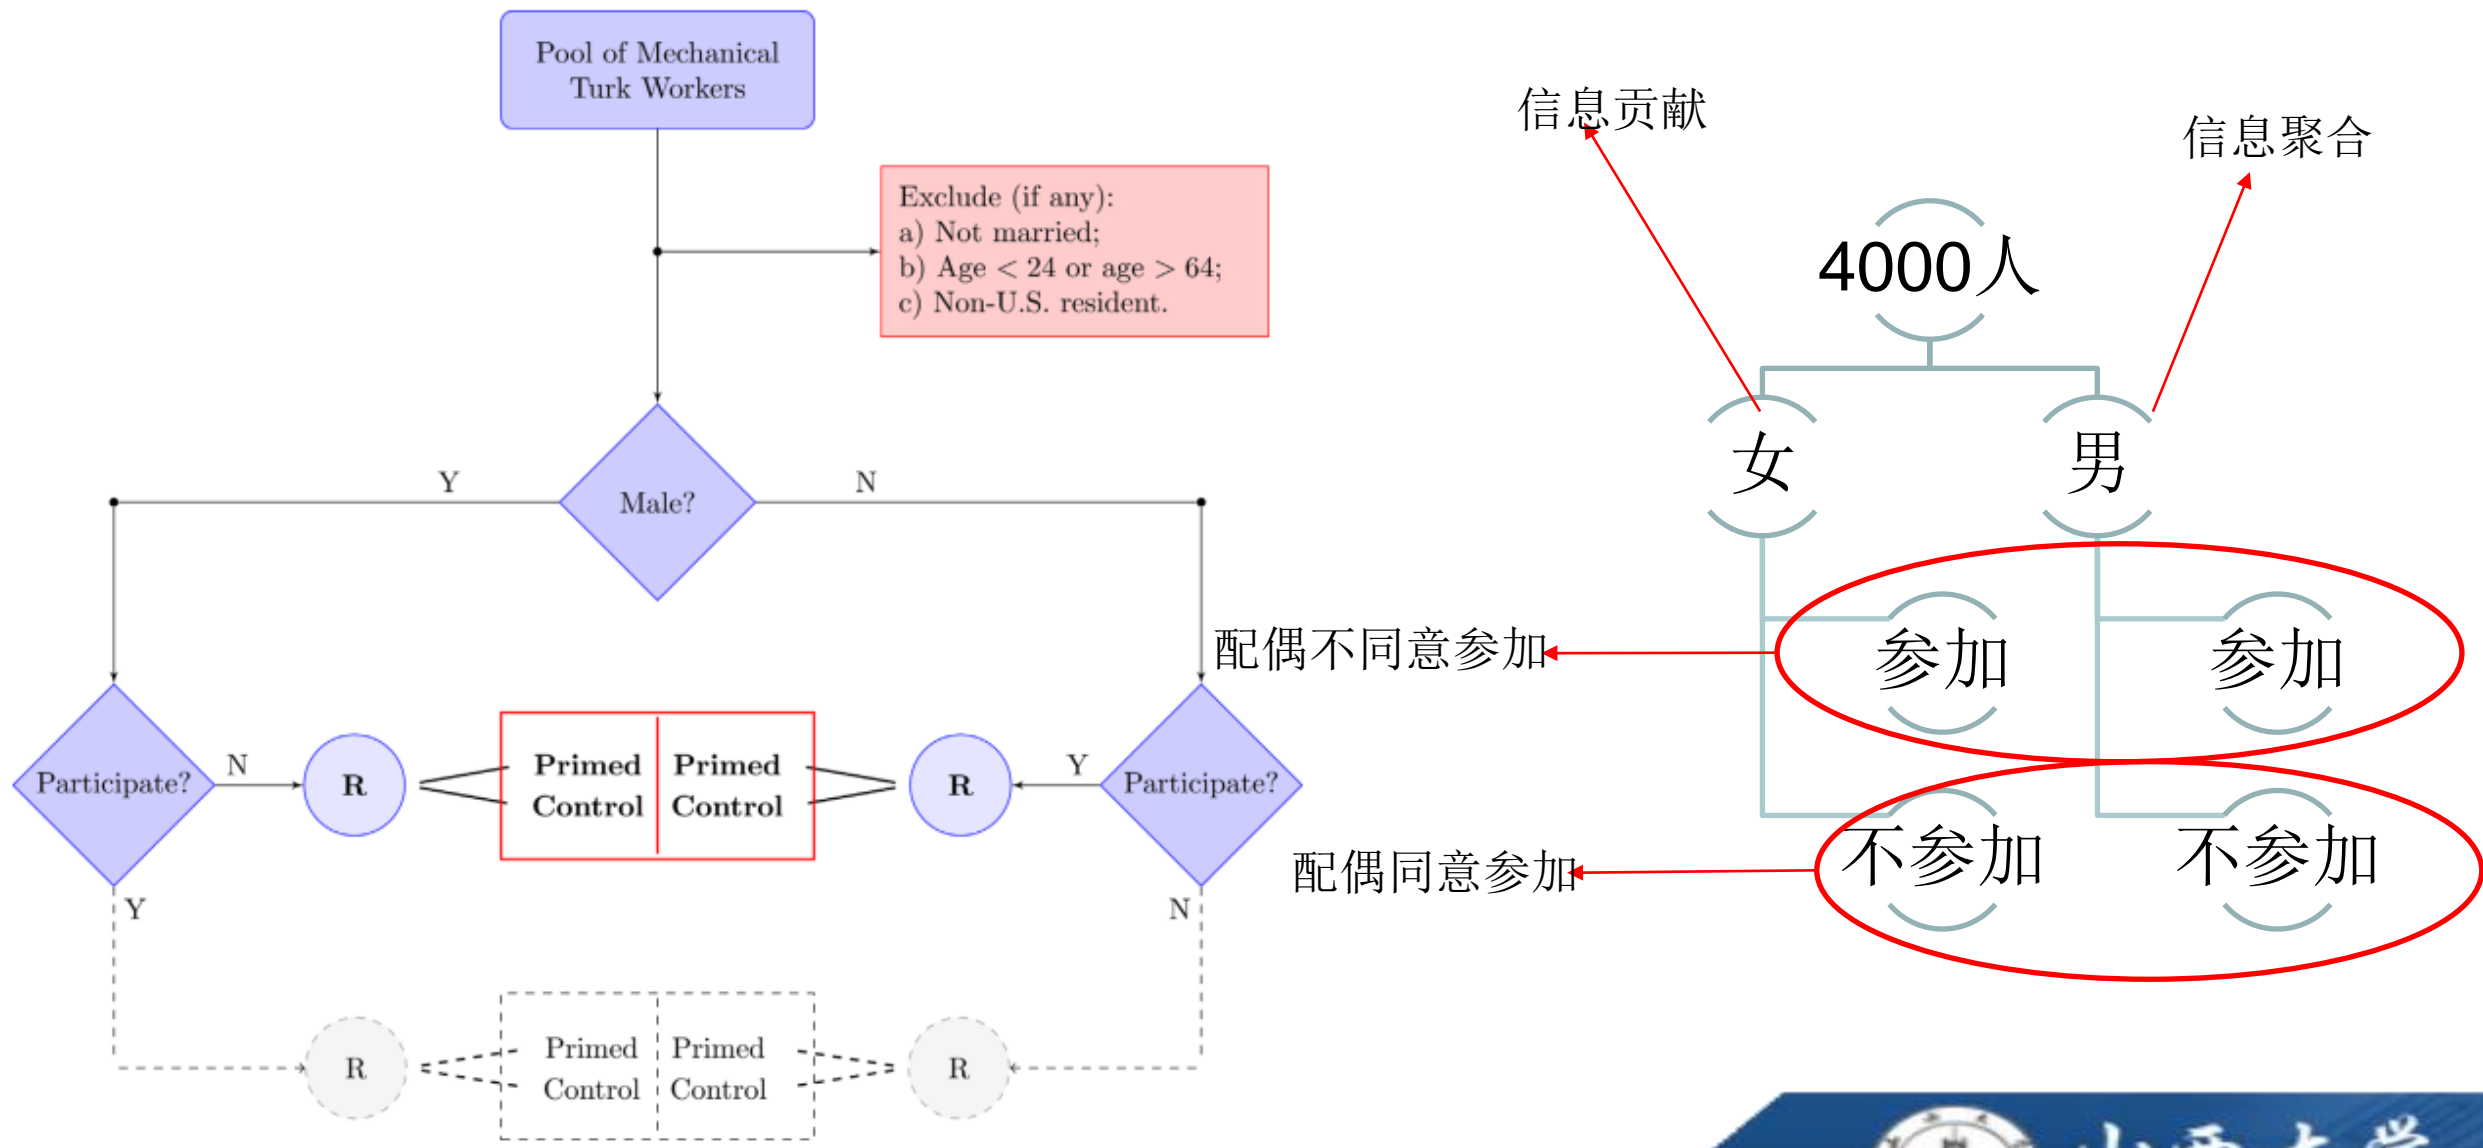 Pool of Mechanical
Turk Workers
Exclude (if any):
a) Not married;
b) Age < 24 or age > 64;
c) Non-U.S. resident.
Y
Male?
N
Participate?
N
R
Primed
Control
Primed
Control
R
Y
Participate?
Y
N
R
Primed
Control
Primed
Control
R
信息贡献
信息聚合
4000人
女
男
配偶不同意参加
参加
参加
配偶同意参加
不参加
不参加